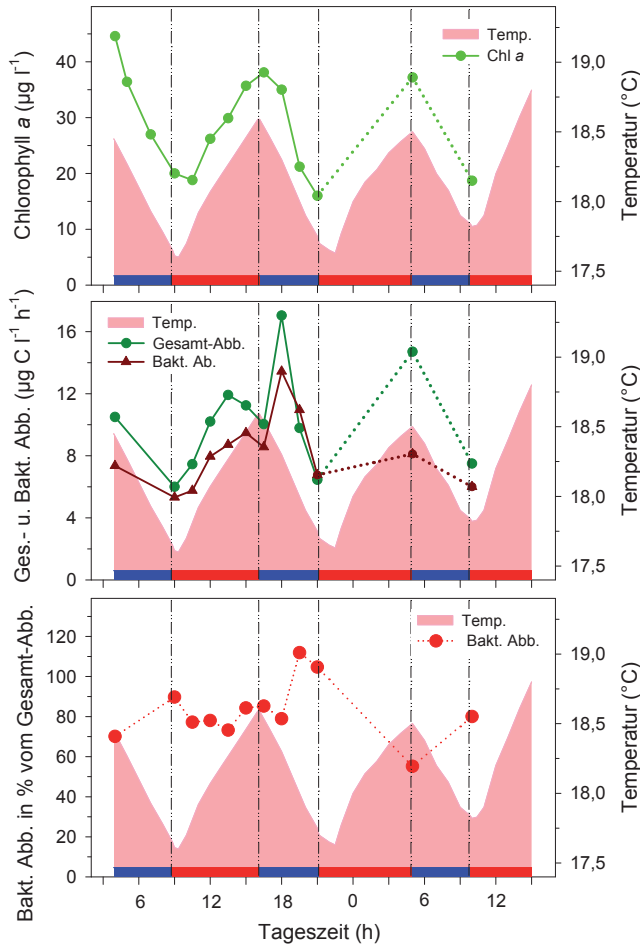 Chlorophyll a (µg l⁻¹)
40
30
20
10
0
Temp.
Chl a
19,0
18,5
18,0
17,5
Temperatur (°C)
Ges.- u. Bakt. Abb. (µg C l⁻¹ h⁻¹)
16
12
8
4
0
Temp.
Gesamt-Abb.
Bakt. Ab.
19,0
18,5
18,0
17,5
Temperatur (°C)
Bakt. Abb. in % vom Gesamt-Abb.
120
100
80
60
40
20
0
Temp.
Bakt. Abb.
19,0
18,5
18,0
17,5
Temperatur (°C)
6 12 18 0 6 12
Tageszeit (h)